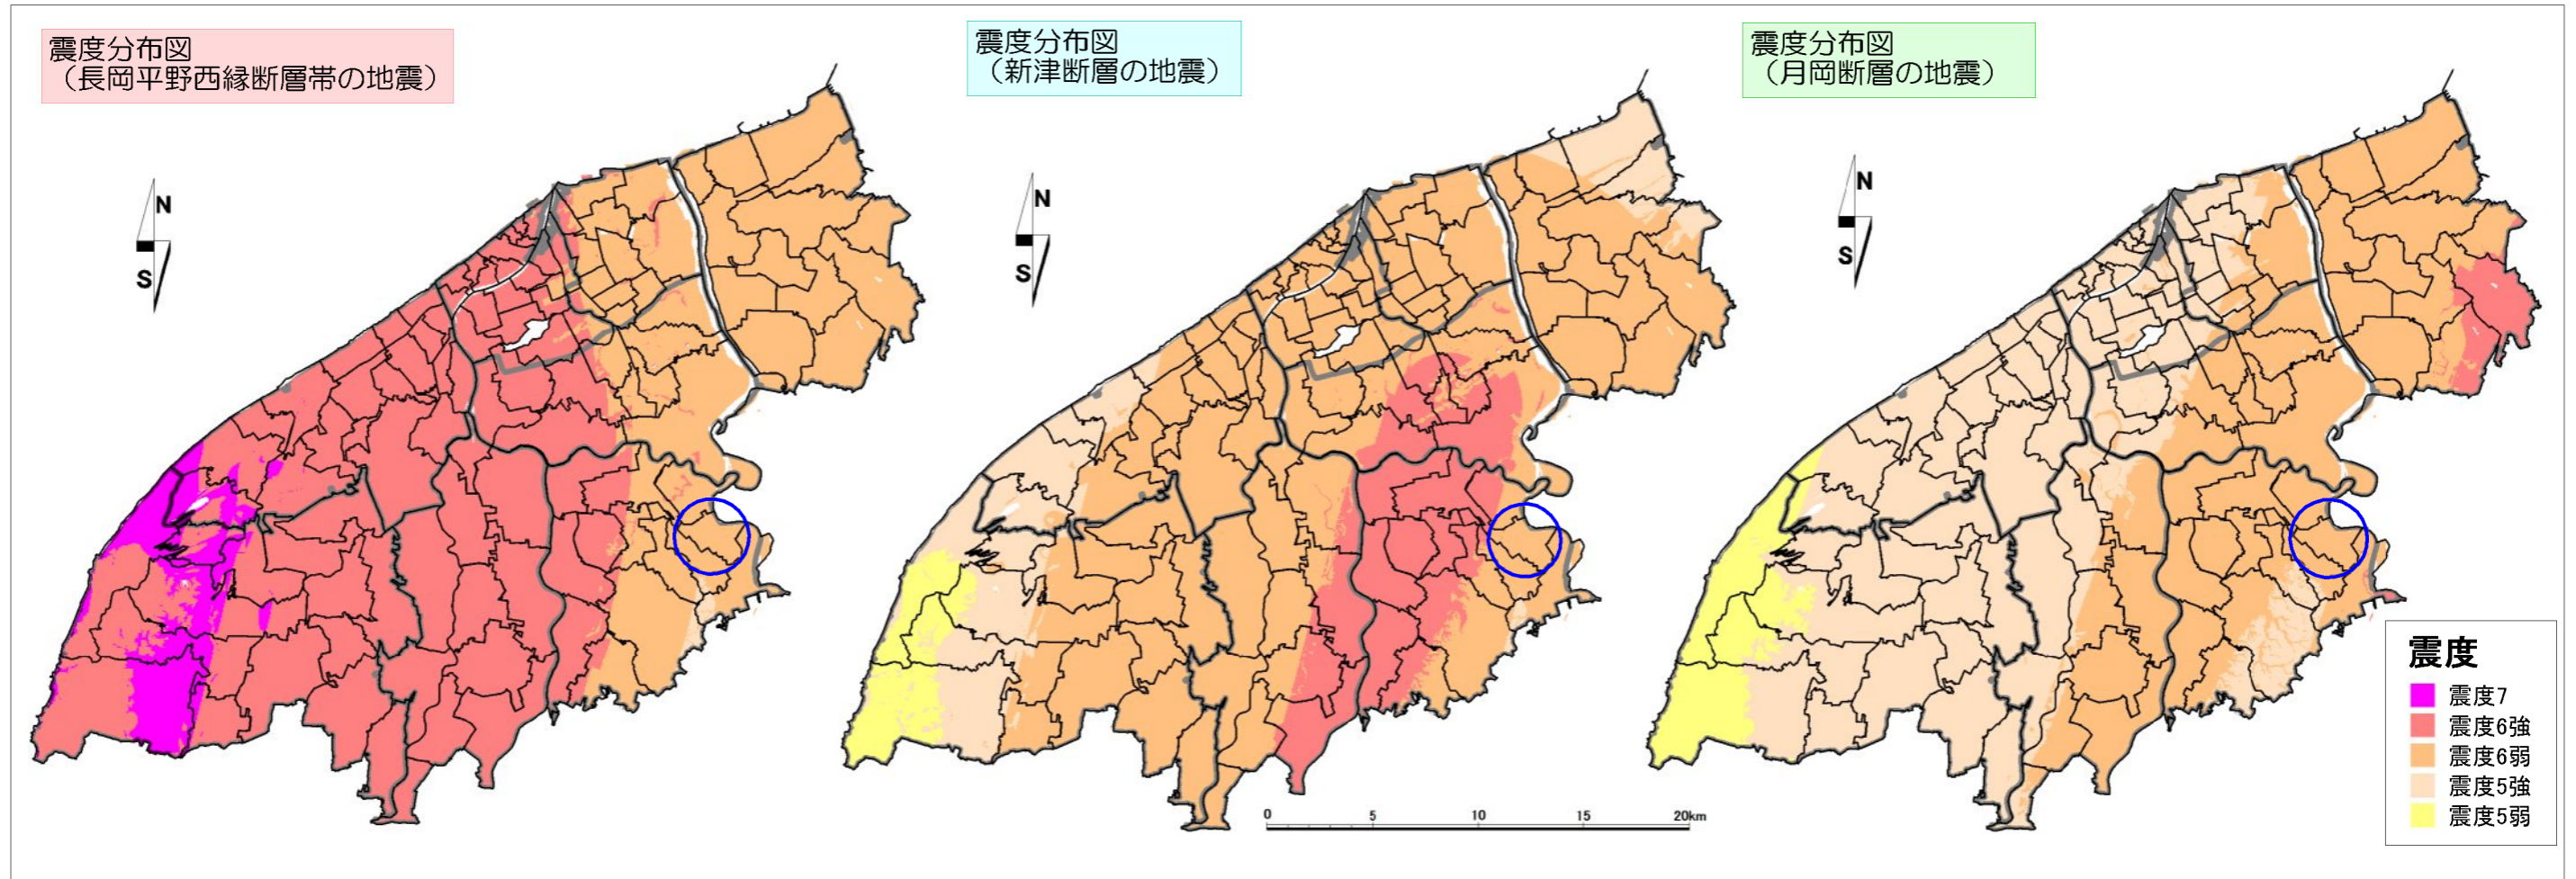 震度分布図
（長岡平野西縁断層帯の地震）
震度分布図
（新津断層の地震）
震度分布図
（月岡断層の地震）
N
S
N
S
N
S
0 5 10 15 20km
震度
震度7
震度6強
震度6弱
震度5強
震度5弱